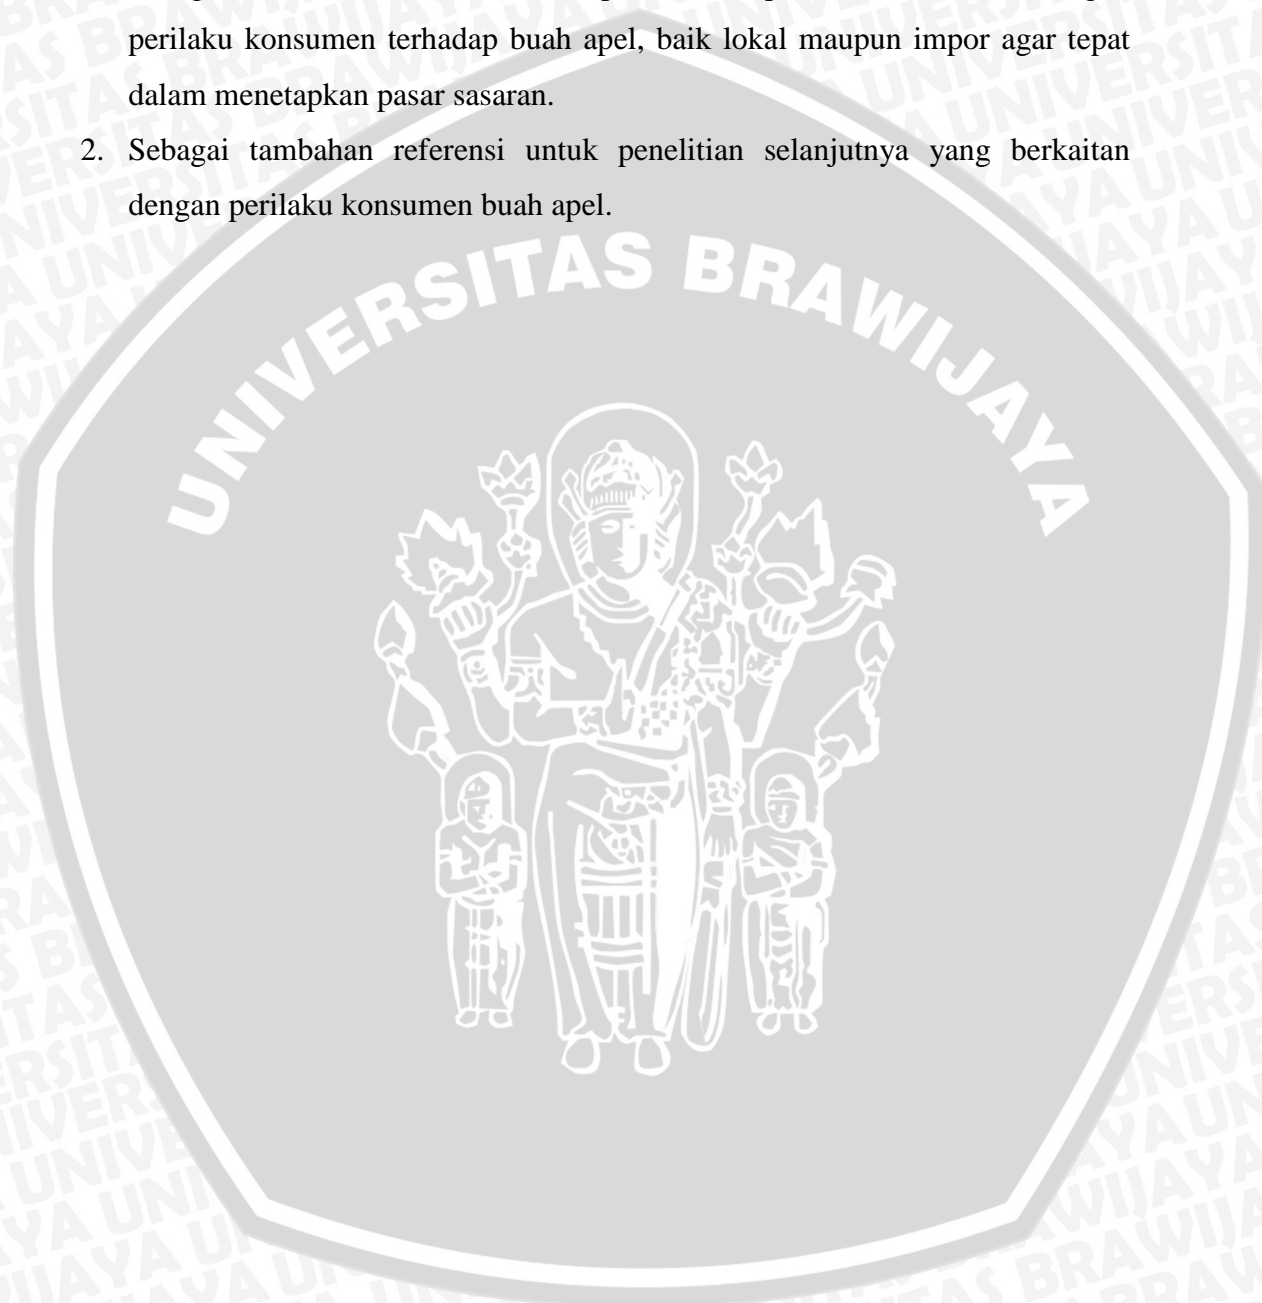 perilaku konsumen terhadap buah apel, baik lokal maupun impor agar tepat
dalam menetapkan pasar sasaran.
2. Sebagai tambahan referensi untuk penelitian selanjutnya yang berkaitan
dengan perilaku konsumen buah apel.
UNIVERSITAS BRAWIJAYA